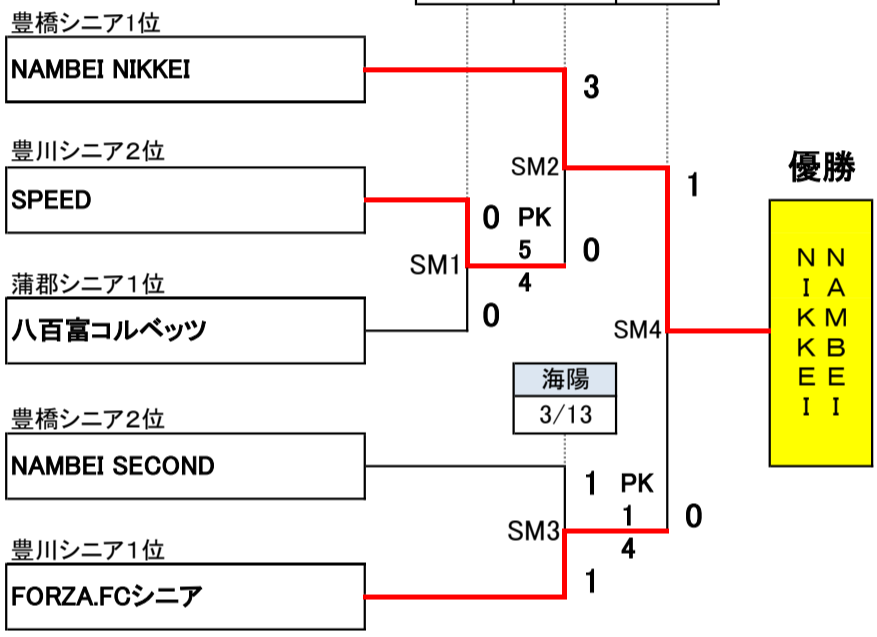 豊橋シニア1位
NAMBEI NIKKEI
3
豊川シニア2位
SM2
1
優勝
SPEED
0 PK
5
0
SM1
4
NAMBEI
NIKKEI
蒲郡シニア1位
0
八百富コルベッツ
SM4
海陽
3/13
豊橋シニア2位
NAMBEI SECOND
1 PK
1
0
SM3
4
豊川シニア1位
1
FORZA.FCシニア